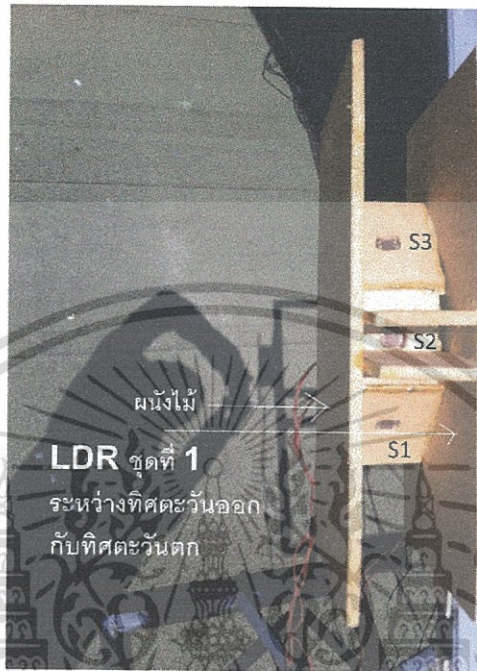 S3
S2
ผนังไม้
S1
LDR ชุดที่ 1
ระหว่างทิศตะวันออก
กับทิศตะวันตก